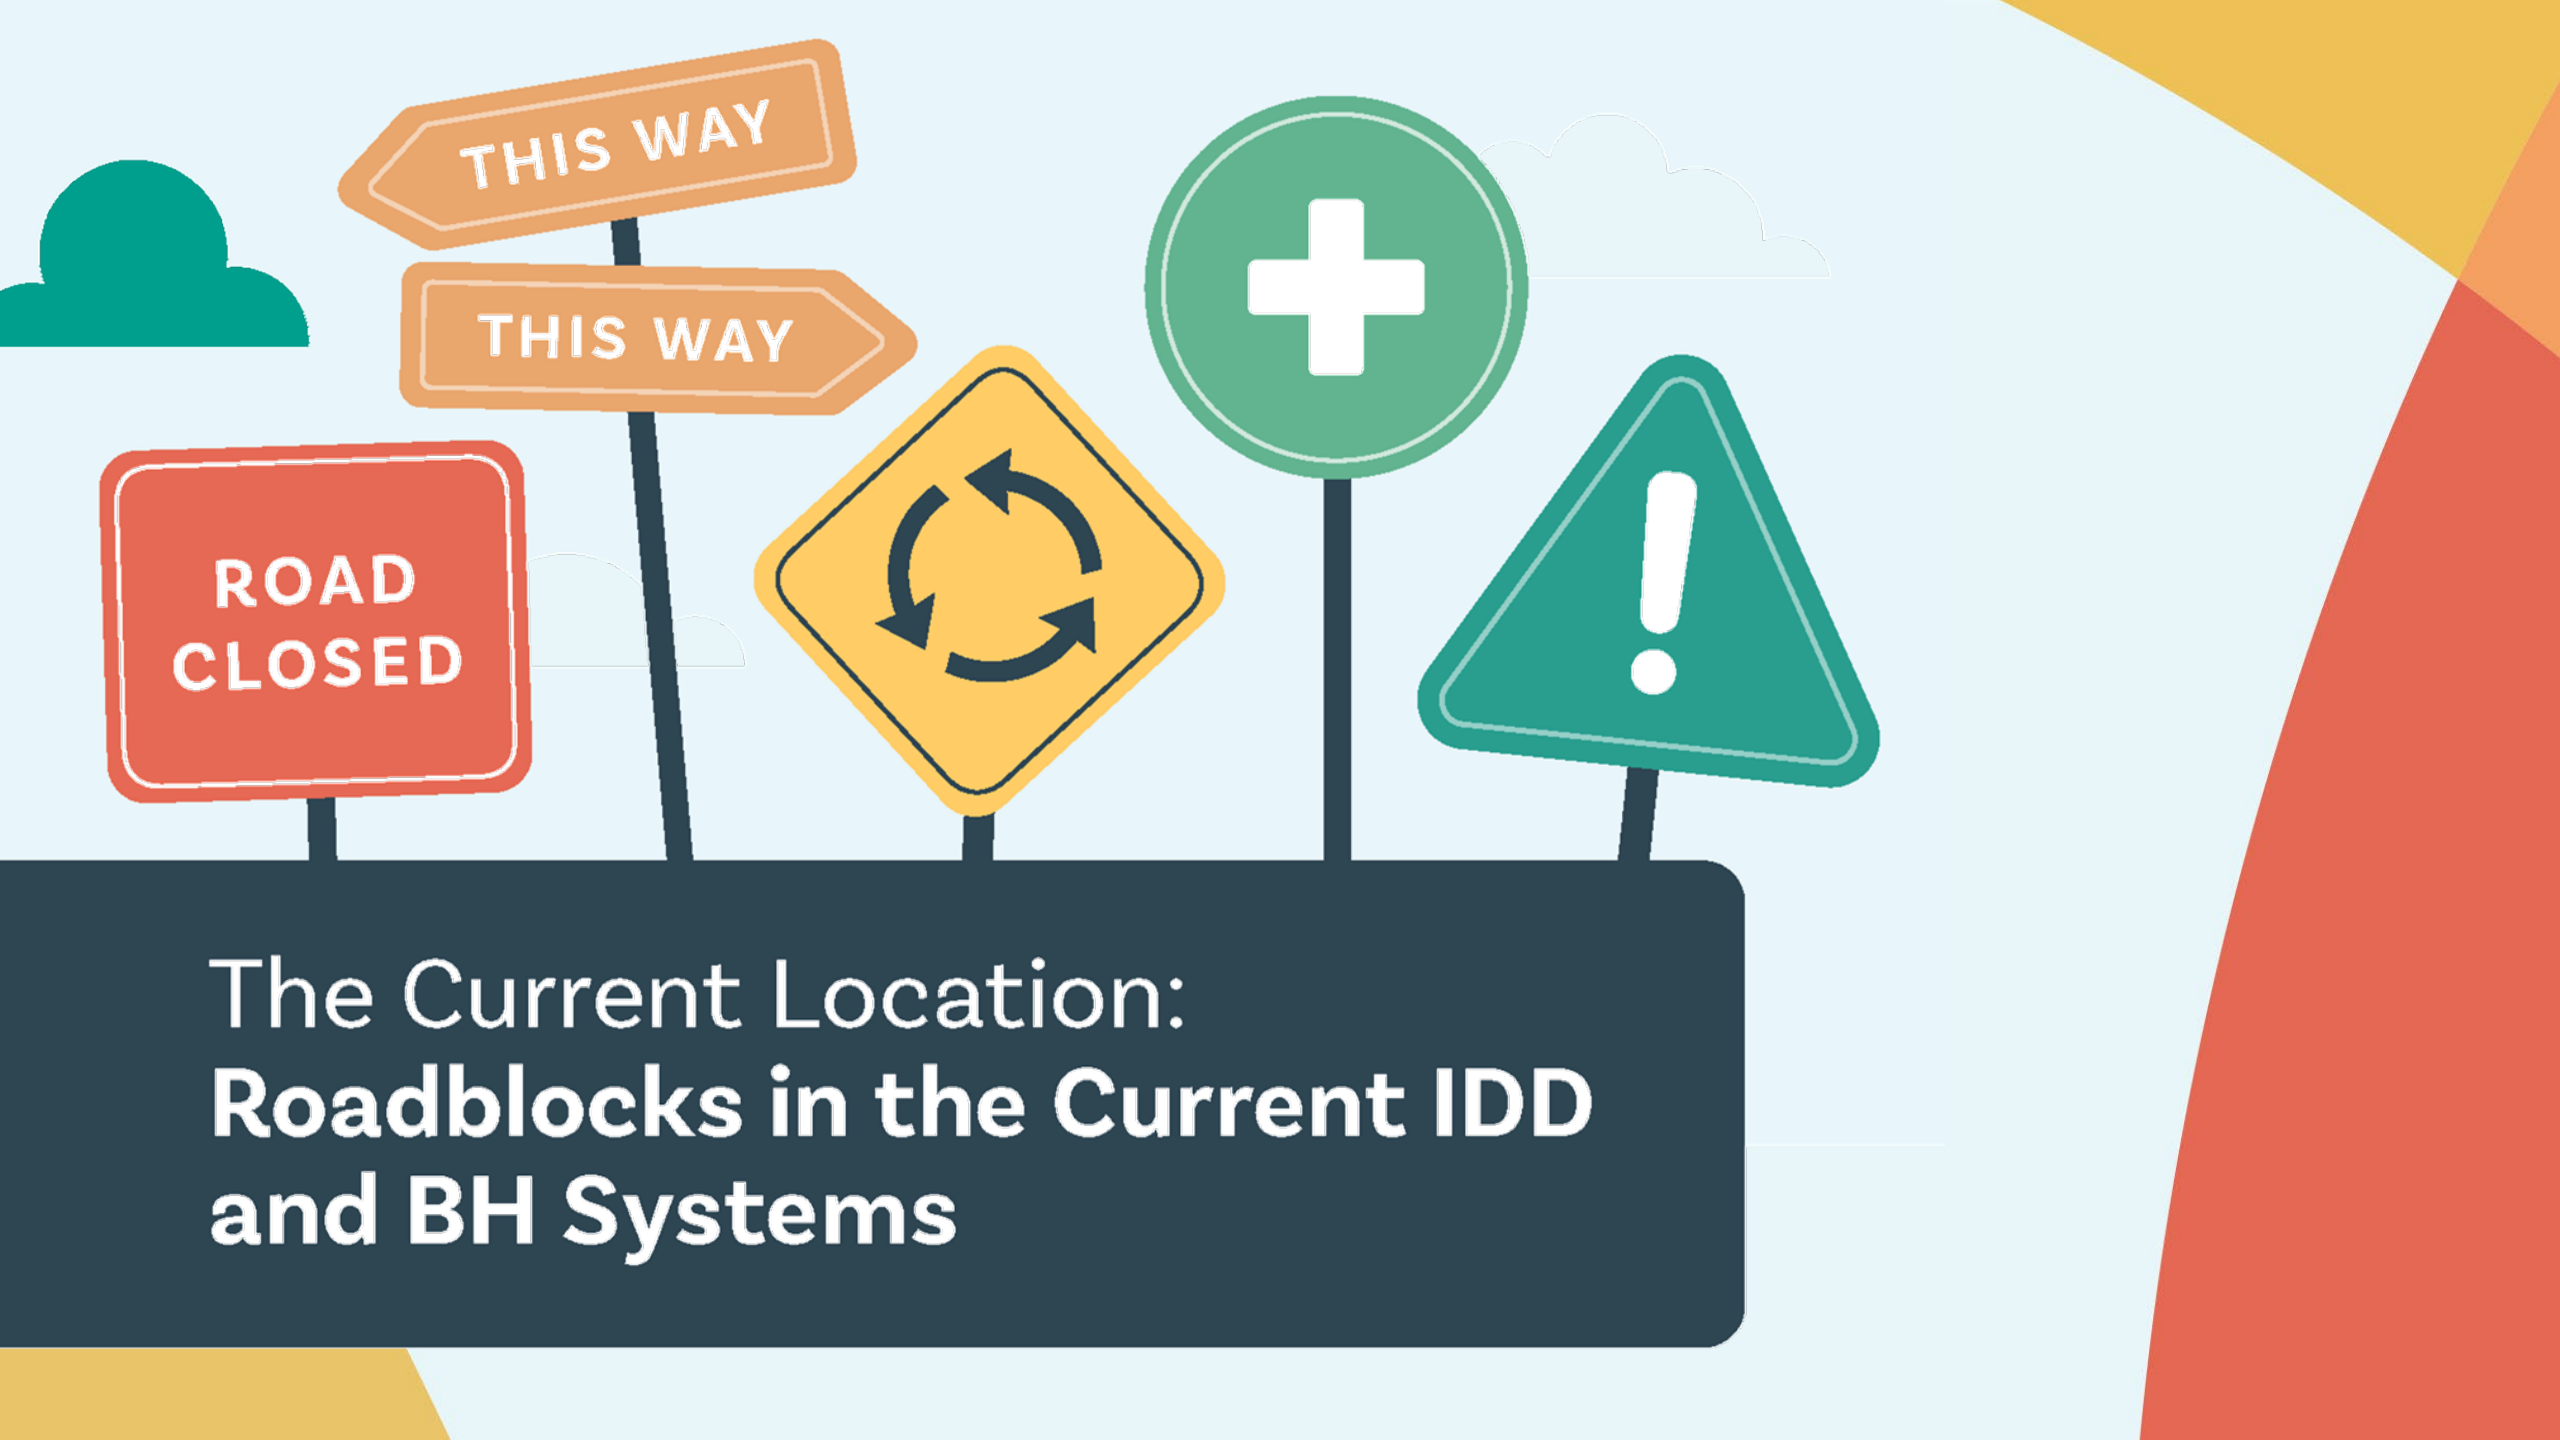 THIS WAY
THIS WAY
ROAD
CLOSED
The Current Location:
Roadblocks in the Current IDD
and BH Systems